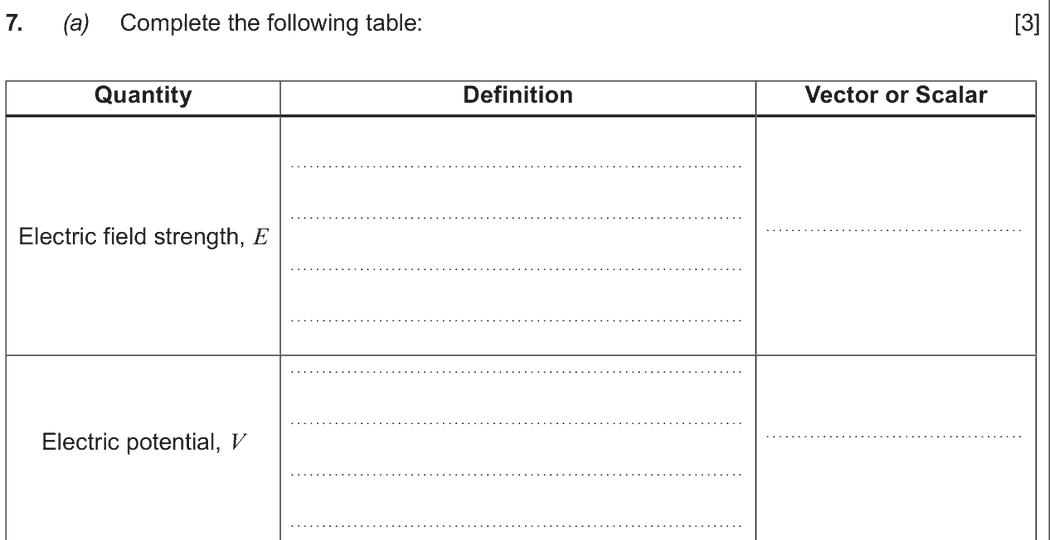 7. (a) Complete the following table: [3]
Quantity Definition Vector or Scalar
Electric field strength, E
Electric potential, V